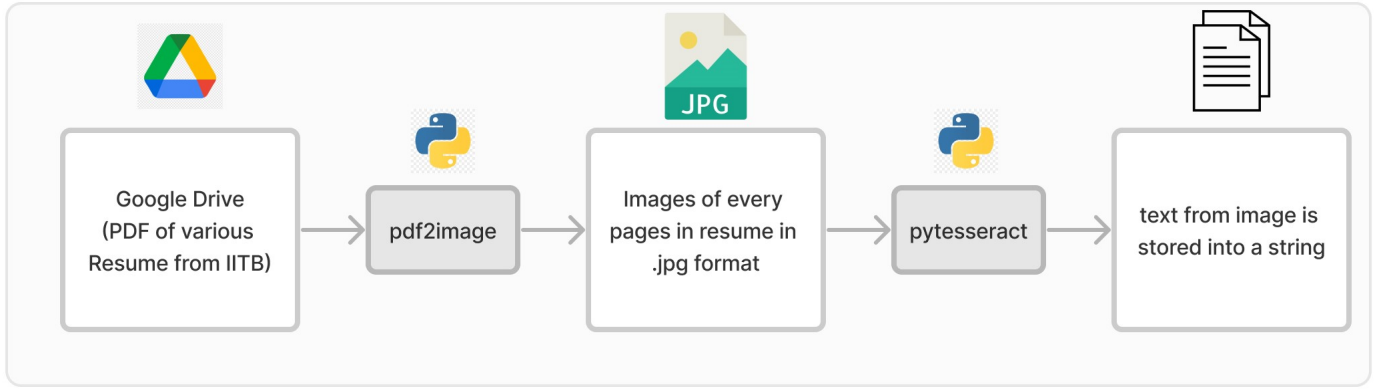 JPG
Google Drive
(PDF of various
Resume from IITB)
pdf2image
Images of every
pages in resume in
.jpg format
pytesseract
text from image is
stored into a string